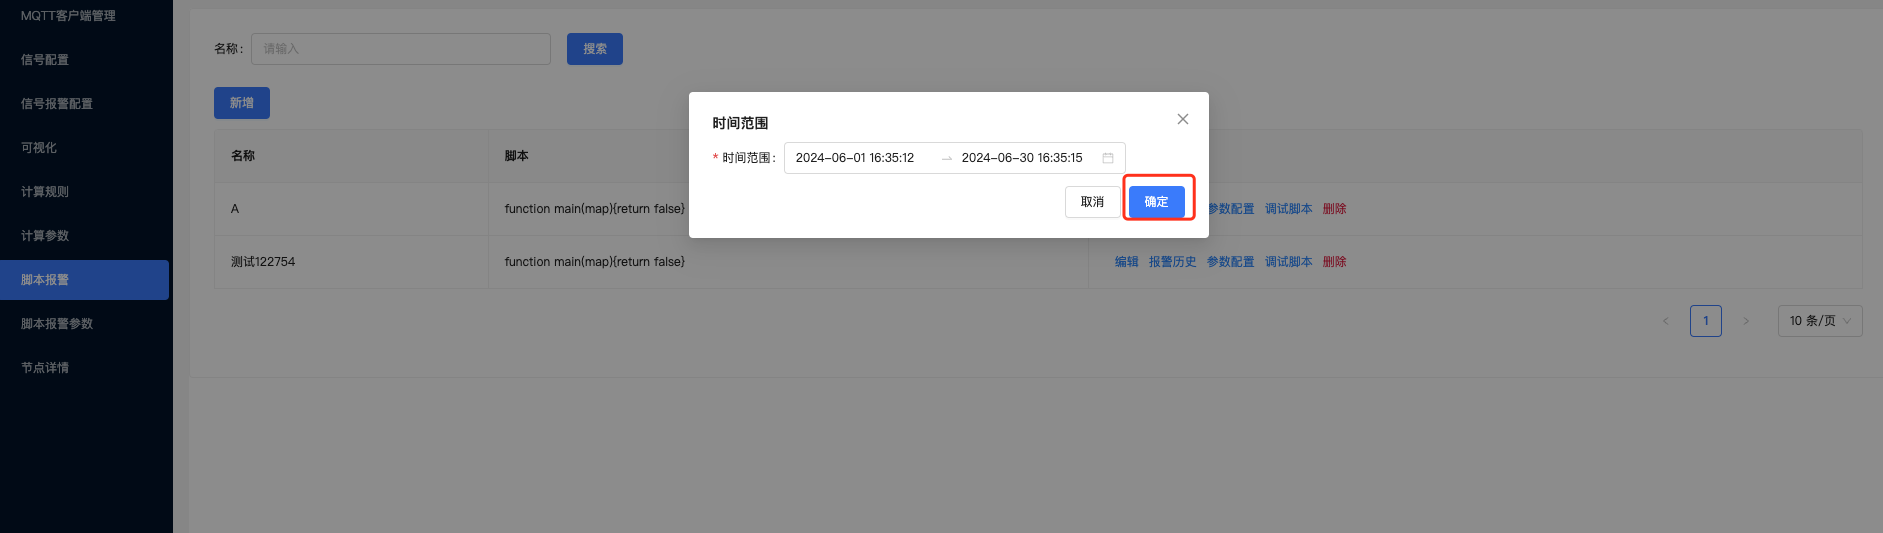 MQTT客户端管理
信号配置
信号报警配置
可视化
计算规则
计算参数
脚本报警
脚本报警参数
节点详情
名称: 请输入 搜索
新增
名称 脚本
A function main(map){return false} 参数配置 调试脚本 删除
测试122754 function main(map){return false} 编辑 报警历史 参数配置 调试脚本 删除
1 10 条/页
时间范围
* 时间范围: 2024-06-01 16:35:12 → 2024-06-30 16:35:15
取消 确定